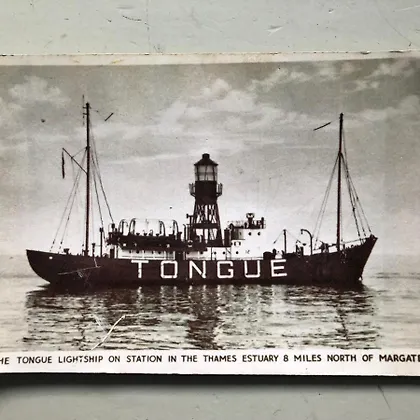 TONGUE
HE TONGUE LIGHTSHIP ON STATION IN THE THAMES ESTUARY 8 MILES NORTH OF MARGATE